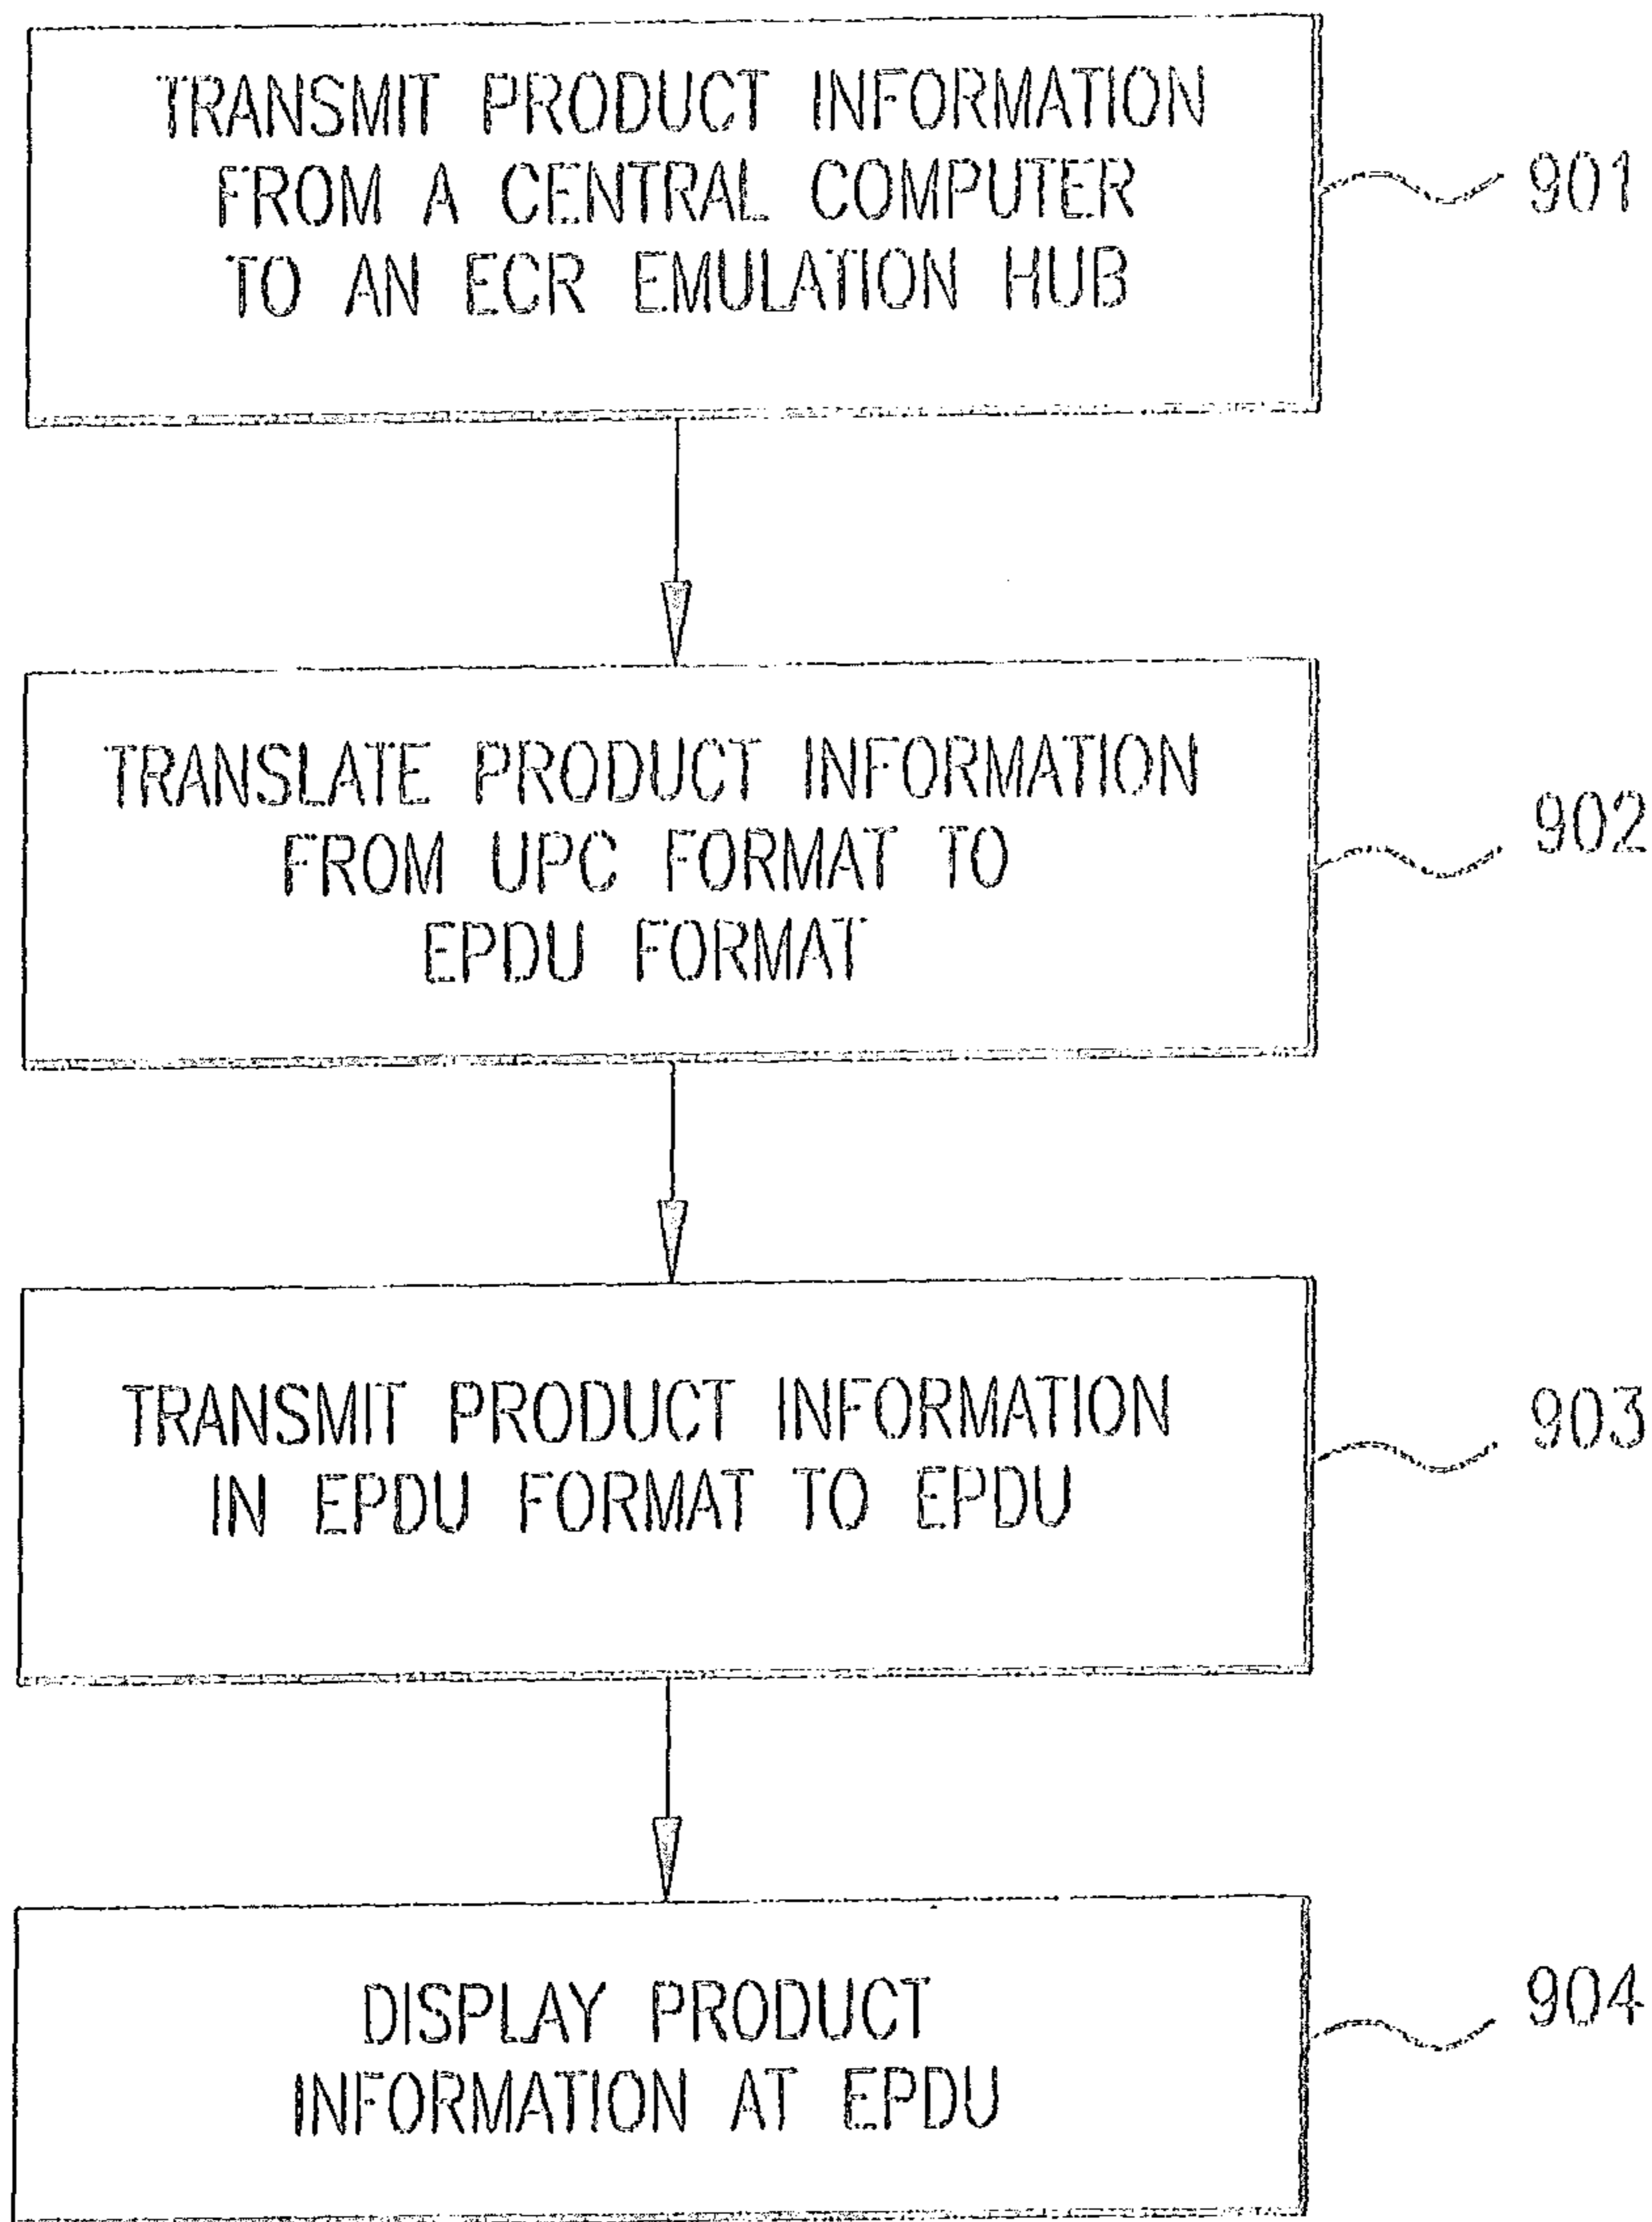 TRANSMIT PRODUCT INFORMATION
FROM A CENTRAL COMPUTER
TO AN ECR EMULATION HUB
901
TRANSLATE PRODUCT INFORMATION
FROM UPC FORMAT TO
EPDU FORMAT
902
TRANSMIT PRODUCT INFORMATION
IN EPDU FORMAT TO EPDU
903
DISPLAY PRODUCT
INFORMATION AT EPDU
904